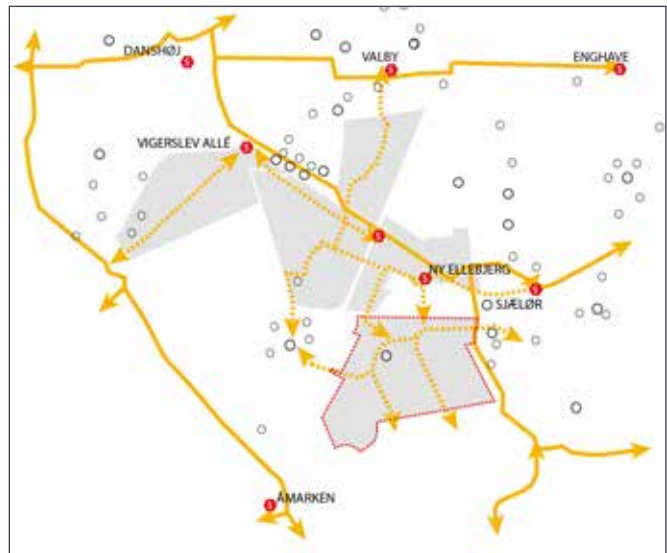 DANSHØJ
VALBY
ENGHAVE
VIGERSLEV ALLÉ
NY ELLEBJERG
SJÆLØR
ÅMARKEN